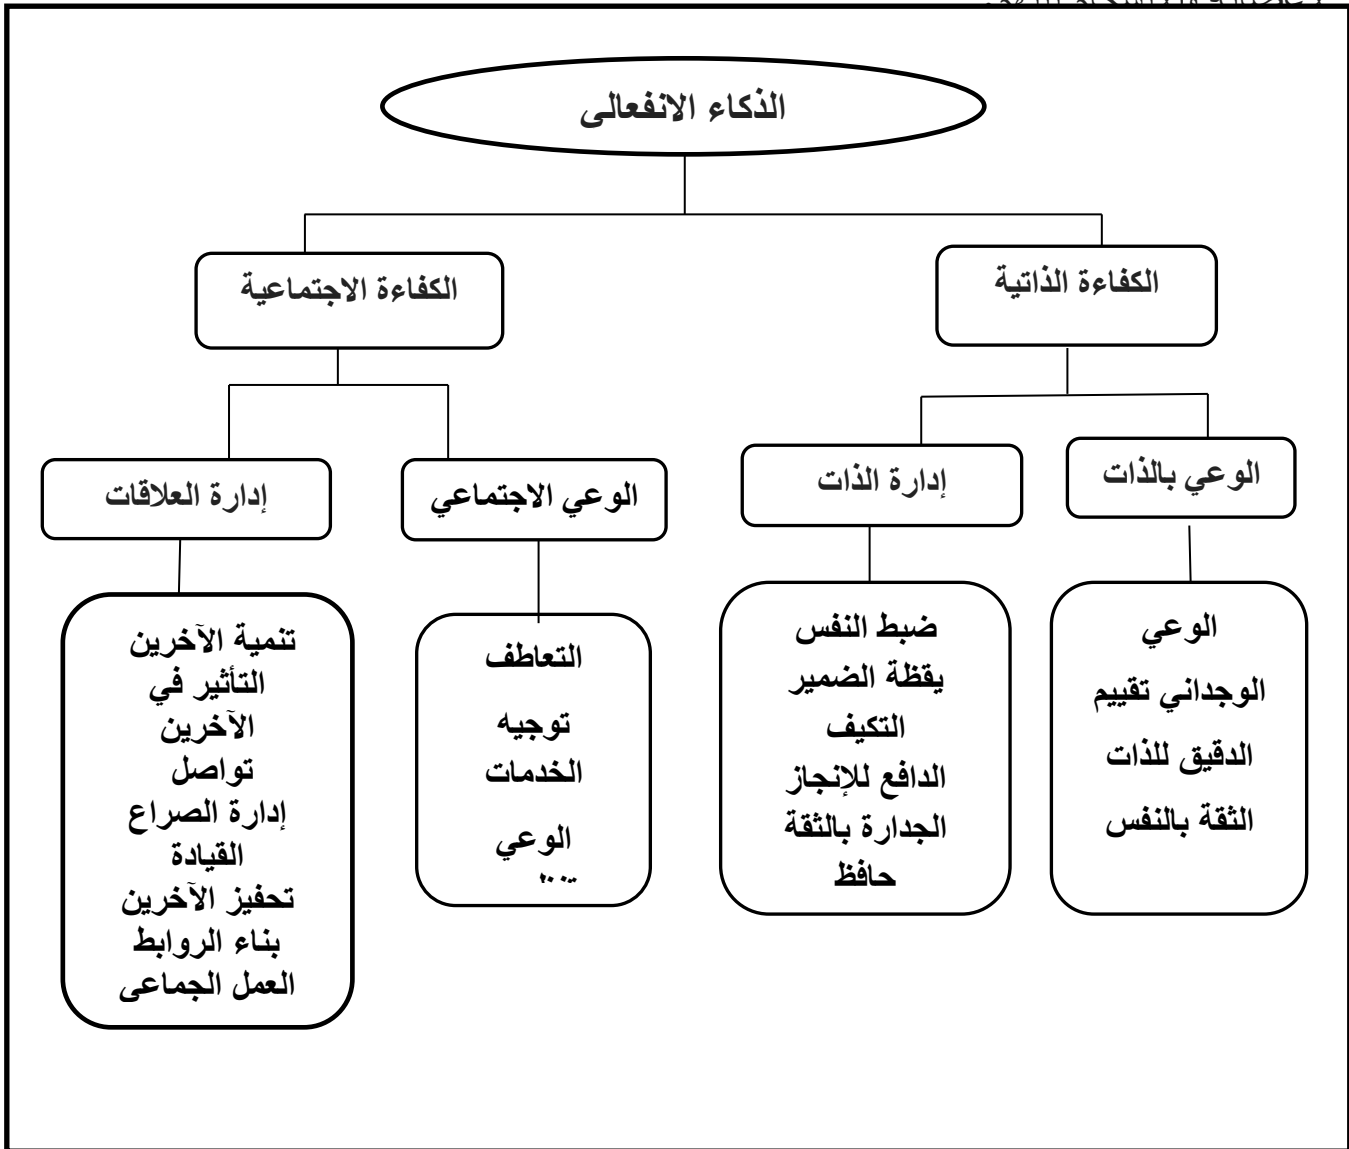 الذكاء الانفعالى
الكفاءة الذاتية
الكفاءة الاجتماعية
الوعي بالذات
إدارة الذات
الوعي الاجتماعي
إدارة العلاقات
الوعي
الوجداني تقييم
الدقيق للذات
الثقة بالنفس
ضبط النفس
يقظة الضمير
التكيف
الدافع للإنجاز
الجدارة بالثقة
حافظ
التعاطف
توجيه
الخدمات
الوعي
تنمية الآخرين
التأثير في
الآخرين
تواصل
إدارة الصراع
القيادة
تحفيز الآخرين
بناء الروابط
العمل الجماعى